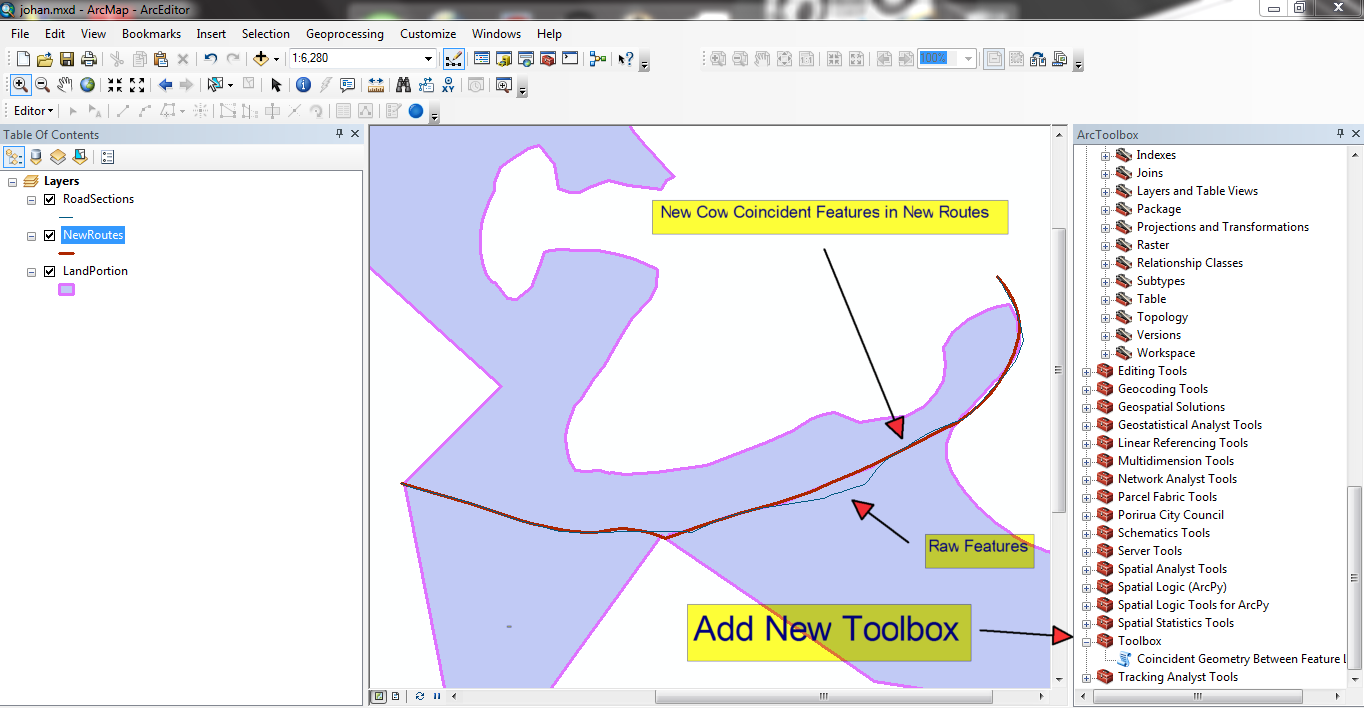 johan.mxd - ArcMap - ArcEditor
File Edit View Bookmarks Insert Selection Geoprocessing Customize Windows Help
1:6,280
100%
Editor
Table Of Contents
Layers
RoadSections
NewRoutes
LandPortion
New Cow Coincident Features in New Routes
Raw Features
Add New Toolbox
ArcToolbox
Indexes
Joins
Layers and Table Views
Package
Projections and Transformations
Raster
Relationship Classes
Subtypes
Table
Topology
Versions
Workspace
Editing Tools
Geocoding Tools
Geospatial Solutions
Geostatistical Analyst Tools
Linear Referencing Tools
Multidimension Tools
Network Analyst Tools
Parcel Fabric Tools
Porirua City Council
Schematics Tools
Server Tools
Spatial Analyst Tools
Spatial Logic (ArcPy)
Spatial Logic Tools for ArcPy
Spatial Statistics Tools
Toolbox
Coincident Geometry Between Feature
Tracking Analyst Tools